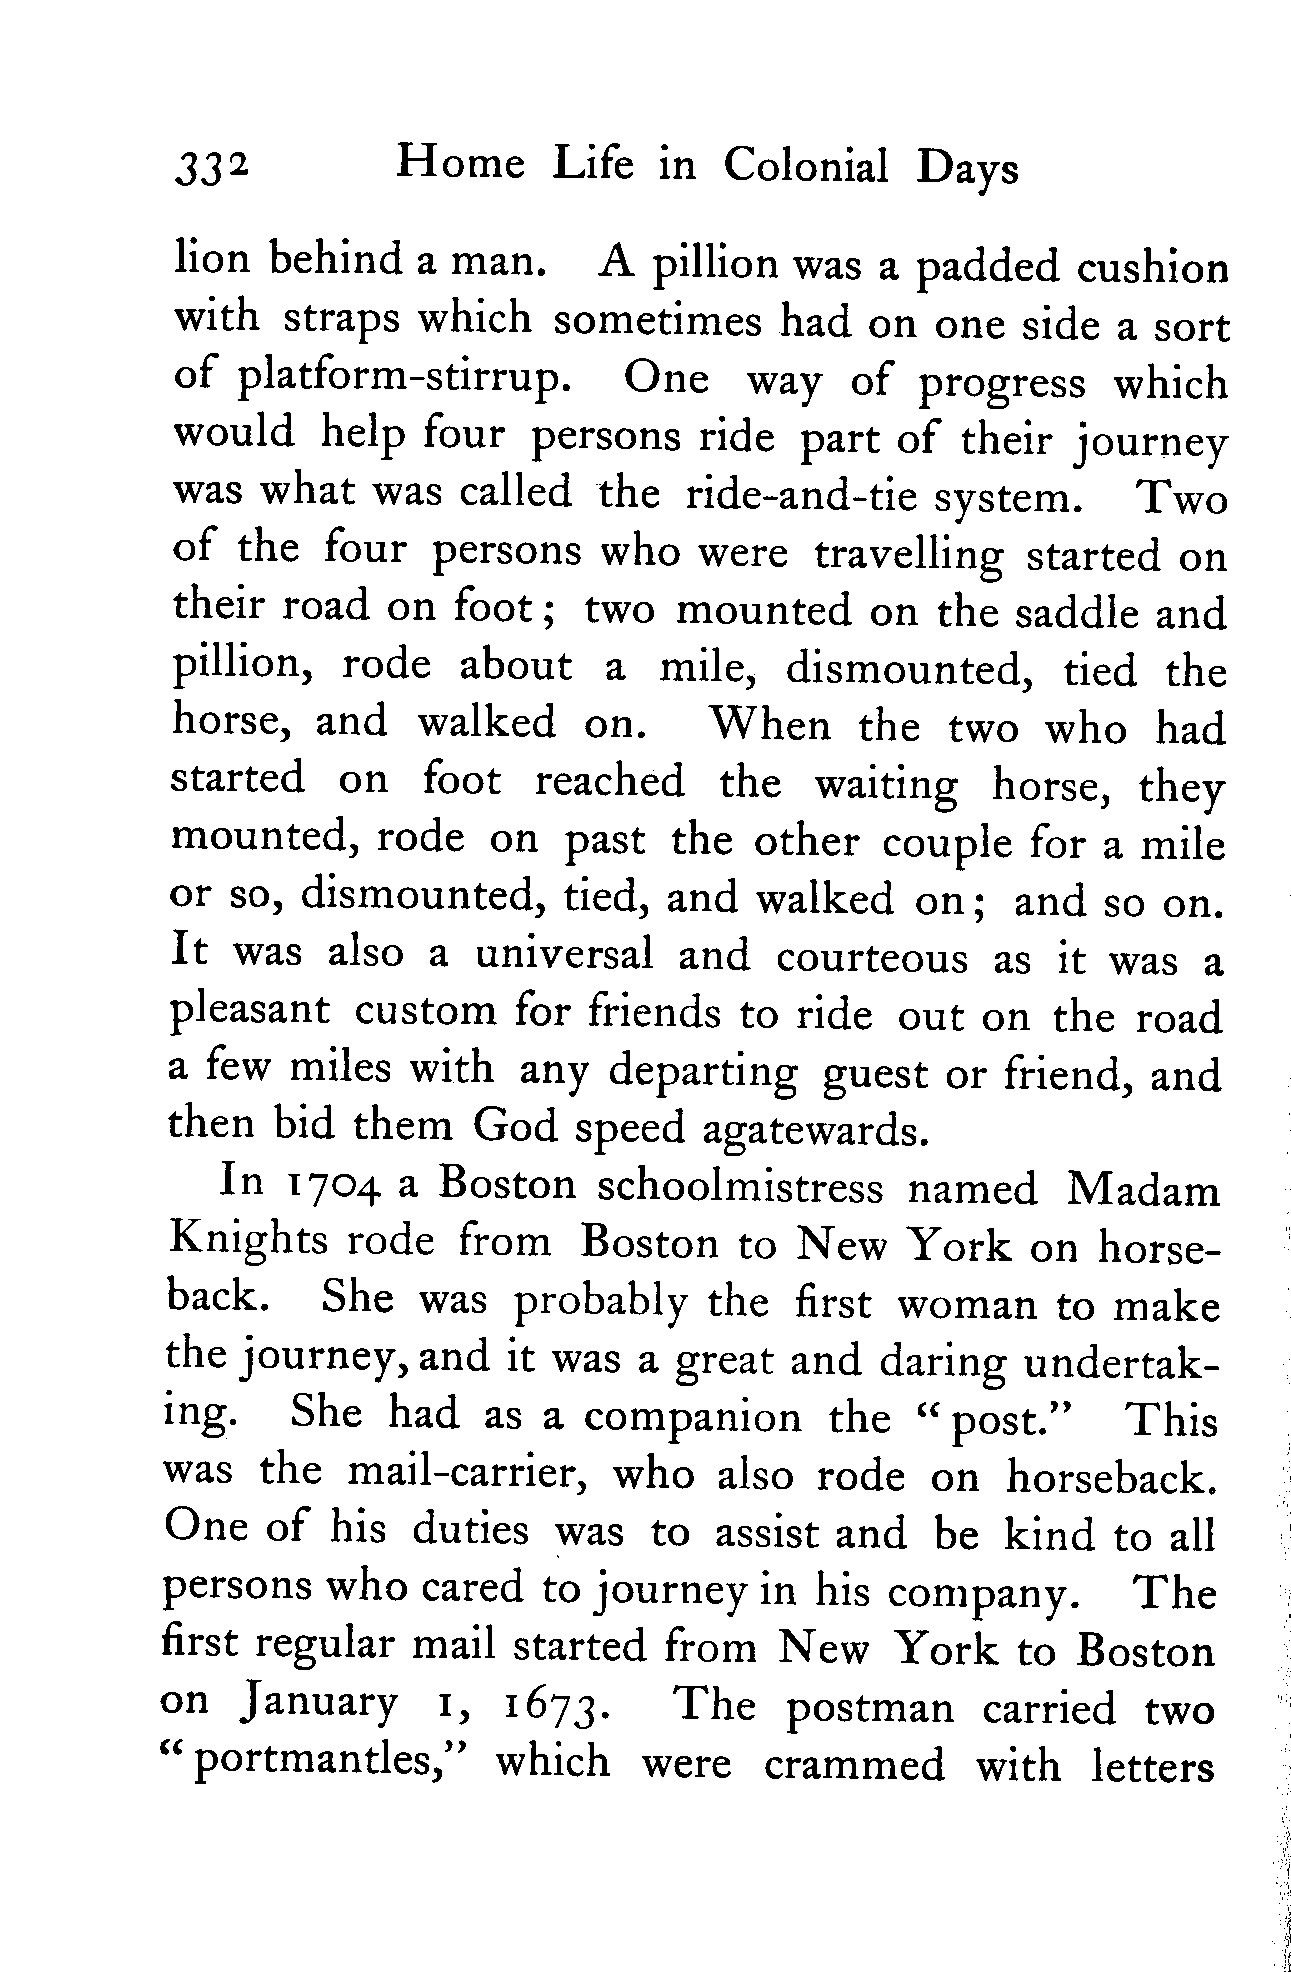 332 Home Life in Colonial Days
lion behind a man. A pillion was a padded cushion
with straps which sometimes had on one side a sort
of platform-stirrup. One way of progress which
would help four persons ride part of their journey
was what was called the ride-and-tie system. Two
of the four persons who were travelling started on
their road on foot; two mounted on the saddle and
pillion, rode about a mile, dismounted, tied the
horse, and walked on. When the two who had
started on foot reached the waiting horse, they
mounted, rode on past the other couple for a mile
or so, dismounted, tied, and walked on; and so on.
It was also a universal and courteous as it was a
pleasant custom for friends to ride out on the road
a few miles with any departing guest or friend, and
then bid them God speed agatewards.
In 1704 a Boston schoolmistress named Madam
Knights rode from Boston to New York on horse-
back. She was probably the first woman to make
the journey, and it was a great and daring undertak-
ing. She had as a companion the “post.” This
was the mail-carrier, who also rode on horseback.
One of his duties was to assist and be kind to all
persons who cared to journey in his company. The
first regular mail started from New York to Boston
on January 1, 1673. The postman carried two
“portmantles,” which were crammed with letters